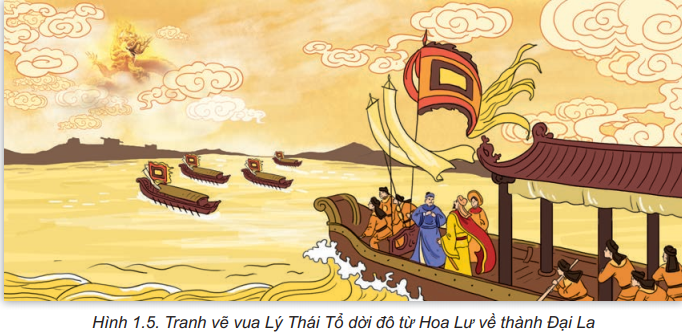 Hình 1.5. Tranh vẽ vua Lý Thái Tổ dời đô từ Hoa Lư về thành Đại La